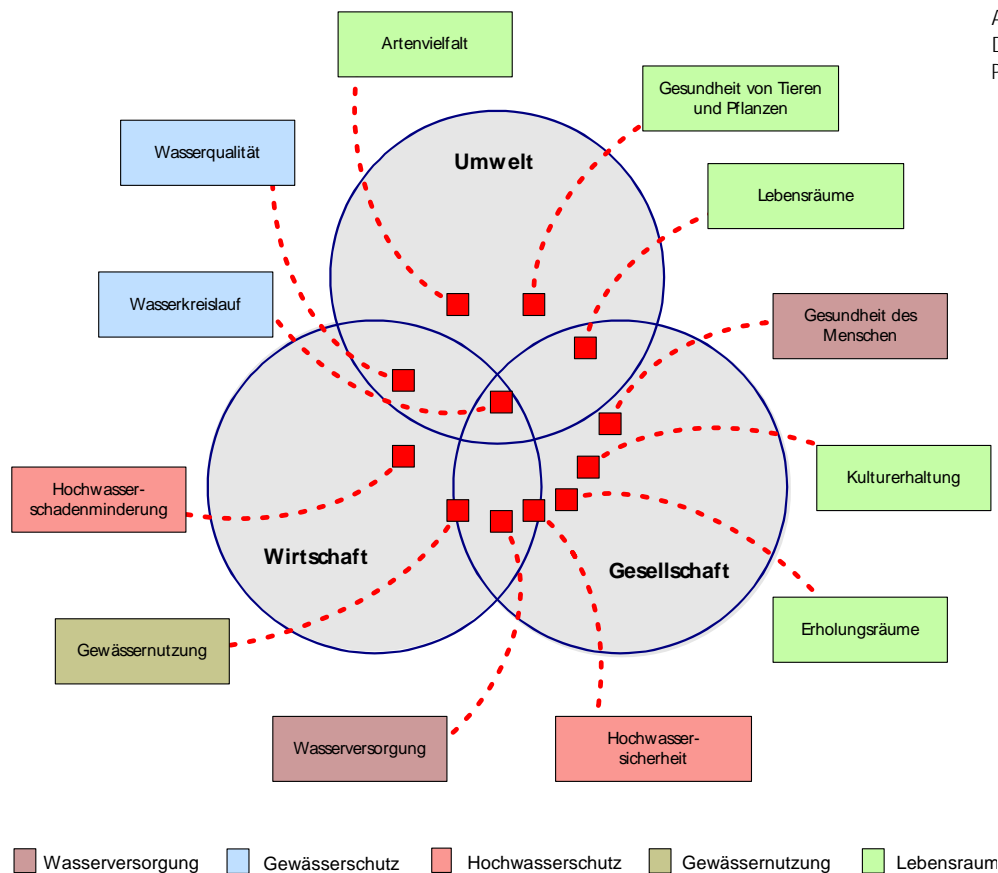 Artenvielfalt
Gesundheit von Tieren
und Pflanzen
Wasserqualität
Umwelt
Lebensräume
Wasserkreislauf
Gesundheit des
Menschen
Hochwasser-
schadenminderung
Kulturerhaltung
Wirtschaft
Gesellschaft
Gewässernutzung
Erholungsräume
Wasserversorgung
Hochwasser-
sicherheit
Wasserversorgung
Gewässerschutz
Hochwasserschutz
Gewässernutzung
Lebensraum